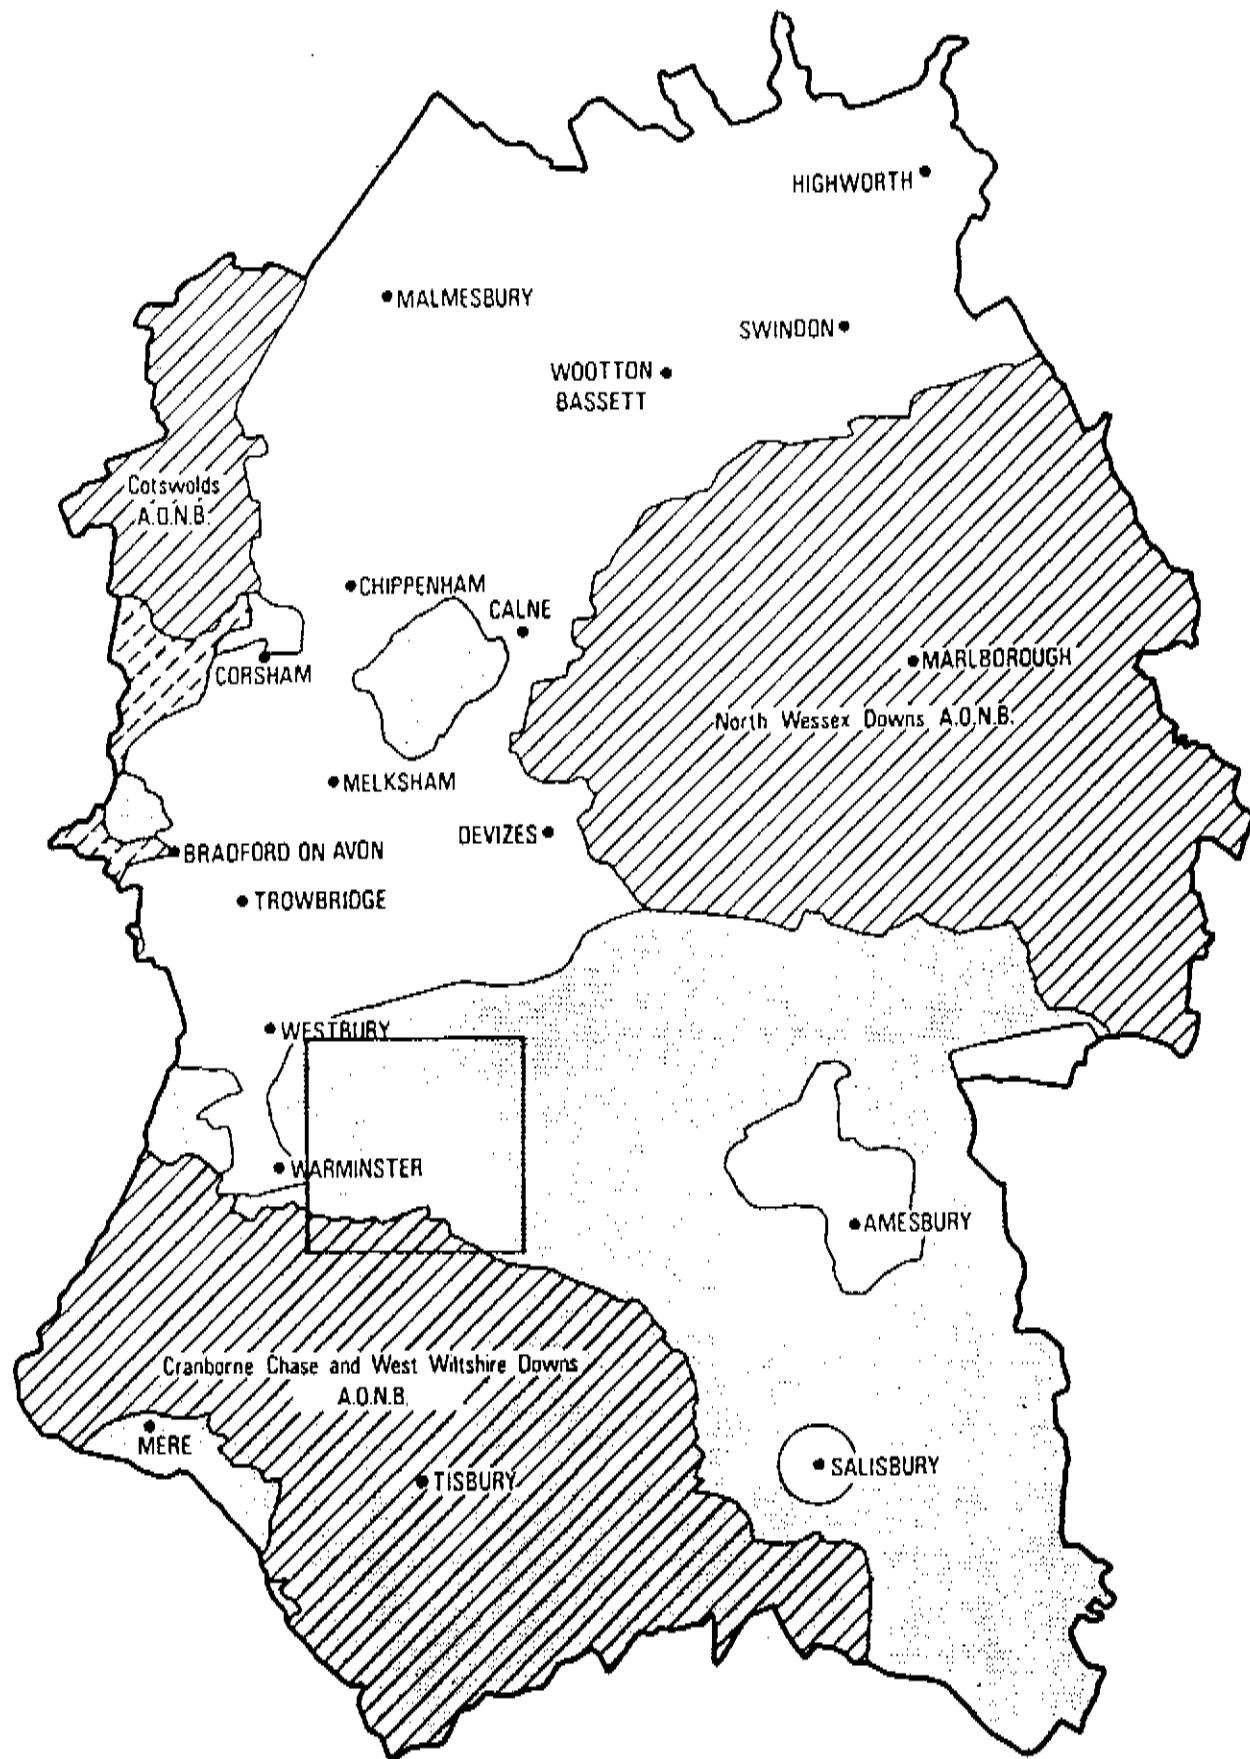 HIGHWORTH
MALMESBURY
SWINDON
WOOTTON
BASSETT
Cotswolds
A.O.N.B.
CHIPPENHAM
CALNE
CORSHAM
MARLBOROUGH
North Wessex Downs A.O.N.B.
MELKSHAM
DEVIZES
BRADFORD ON AVON
TROWBRIDGE
WESTBURY
WARMINSTER
AMESBURY
Cranborne Chase and West Wiltshire Downs
A.O.N.B.
MERE
TISBURY
SALISBURY